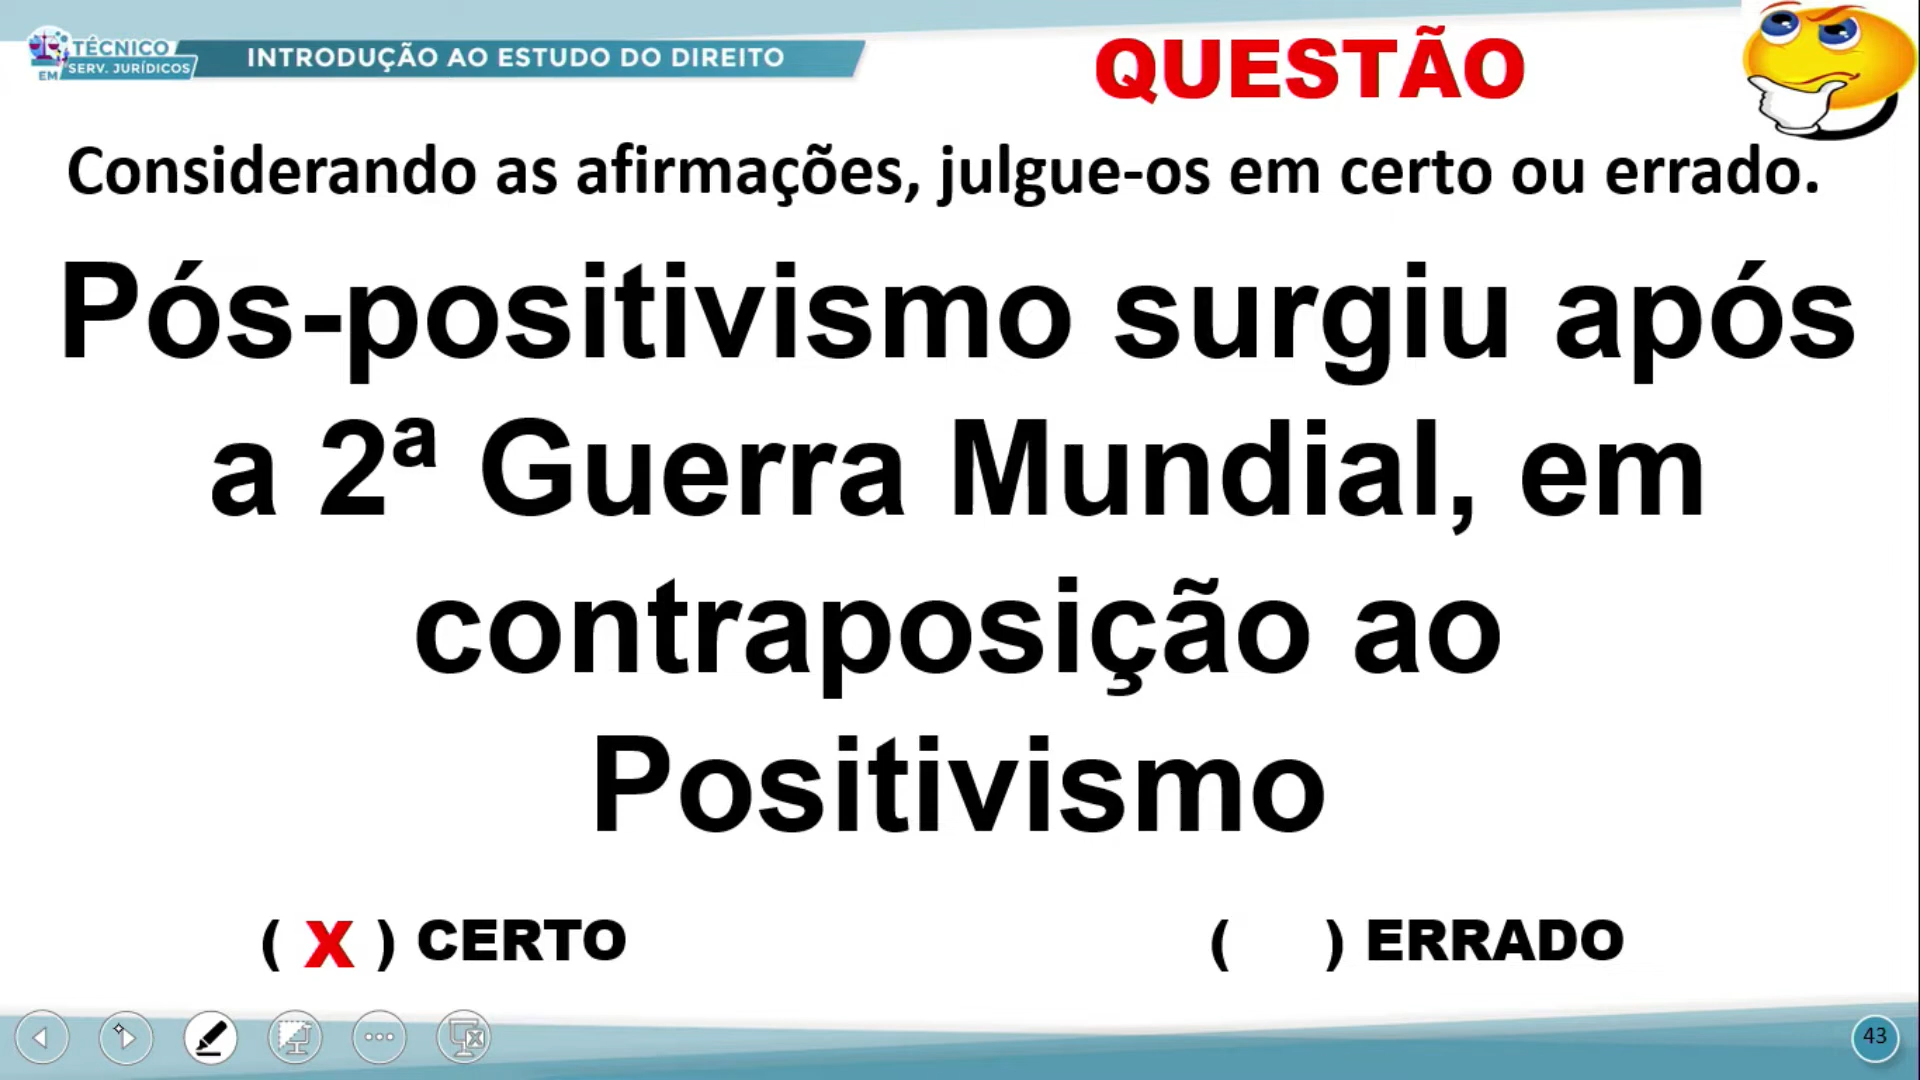 TÉCNICO
EM SERV. JURÍDICOS
INTRODUÇÃO AO ESTUDO DO DIREITO
QUESTÃO
Considerando as afirmações, julgue-os em certo ou errado.
Pós-positivismo surgiu após
a 2ª Guerra Mundial, em
contraposição ao
Positivismo
( X ) CERTO
( ) ERRADO
43